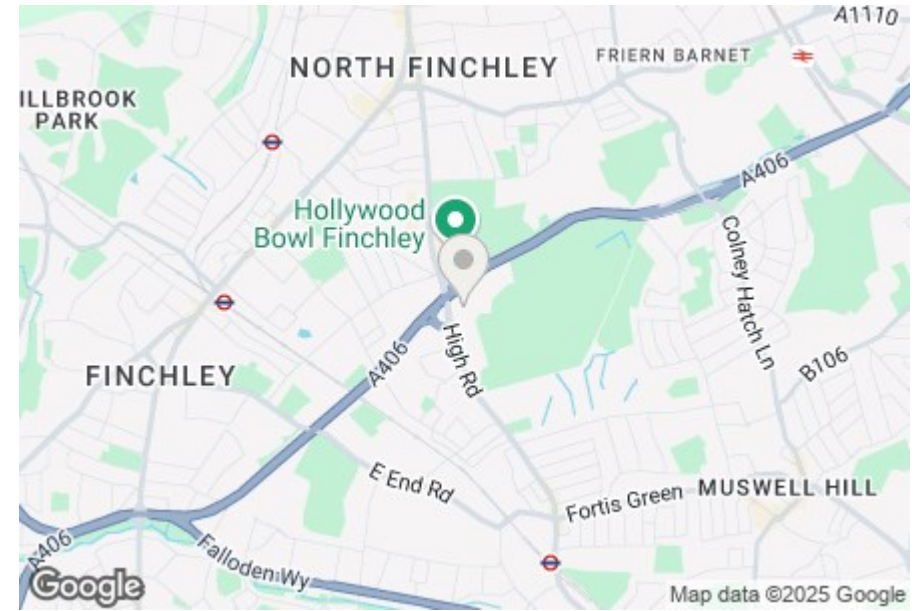 A1110
NORTH FINCHLEY
FRIERN BARNET
ILLBROOK
PARK
A406
Hollywood
Bowl Finchley
Colney Hatch Ln
High Rd
A406
B106
FINCHLEY
E End Rd
Fortis Green
MUSWELL HILL
A406
Falloden Wy
Google
Map data ©2025 Google